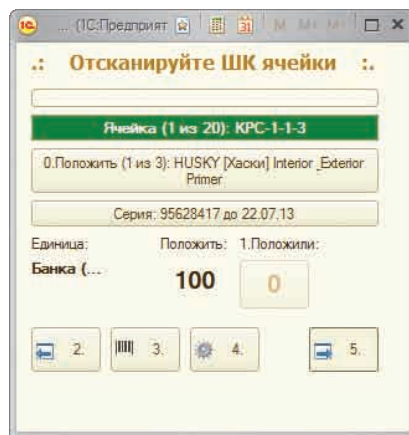 ... (1С:Предприят 31 M M+ M-
.: Отсканируйте ШК ячейки :.
Ячейка (1 из 20): КРС-1-1-3
0.Положить (1 из 3): HUSKY [Хаски] Interior_Exterior
Primer
Серия: 95628417 до 22.07.13
Единица: Положить: 1.Положили:
Банка (... 100 0
2. 3. 4. 5.